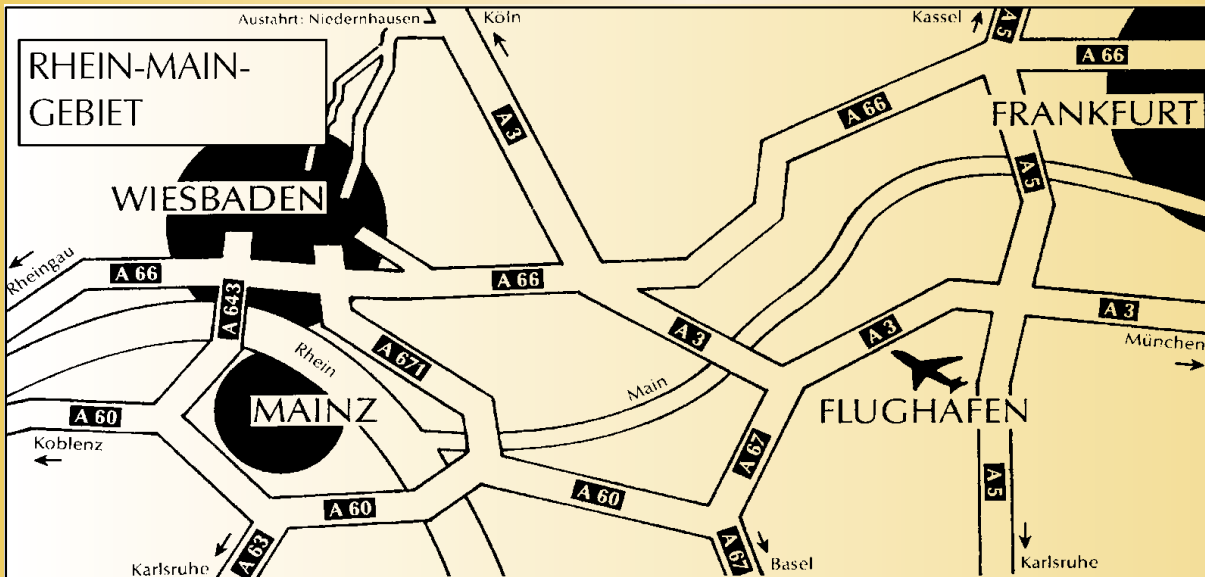 Austahrt: Niedernhausen
Köln
Kassel
A 5
A 66
RHEIN-MAIN-
GEBIET
A 3
A 66
FRANKFURT
A 5
WIESBADEN
Rheingau
A 66
A 643
A 66
A 3
A 3
A 3
München
Rhein
A 671
Main
MAINZ
FLUGHAFEN
A 60
Koblenz
A 67
A 60
A 60
A 5
A 63
Karlsruhe
A 67
Basel
Karlsruhe